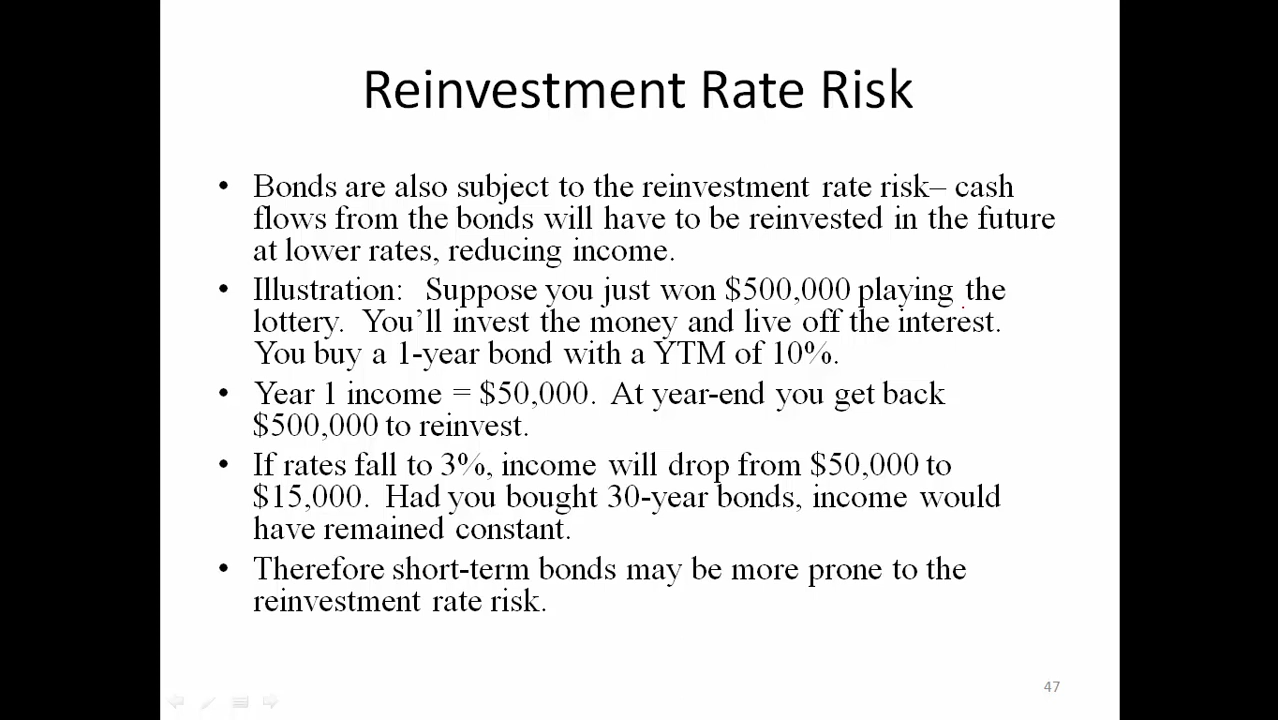 Reinvestment Rate Risk
• Bonds are also subject to the reinvestment rate risk– cash
flows from the bonds will have to be reinvested in the future
at lower rates, reducing income.
• Illustration:  Suppose you just won $500,000 playing the
lottery.  You’ll invest the money and live off the interest.
You buy a 1-year bond with a YTM of 10%.
• Year 1 income = $50,000.  At year-end you get back
$500,000 to reinvest.
• If rates fall to 3%, income will drop from $50,000 to
$15,000.  Had you bought 30-year bonds, income would
have remained constant.
• Therefore short-term bonds may be more prone to the
reinvestment rate risk.
47